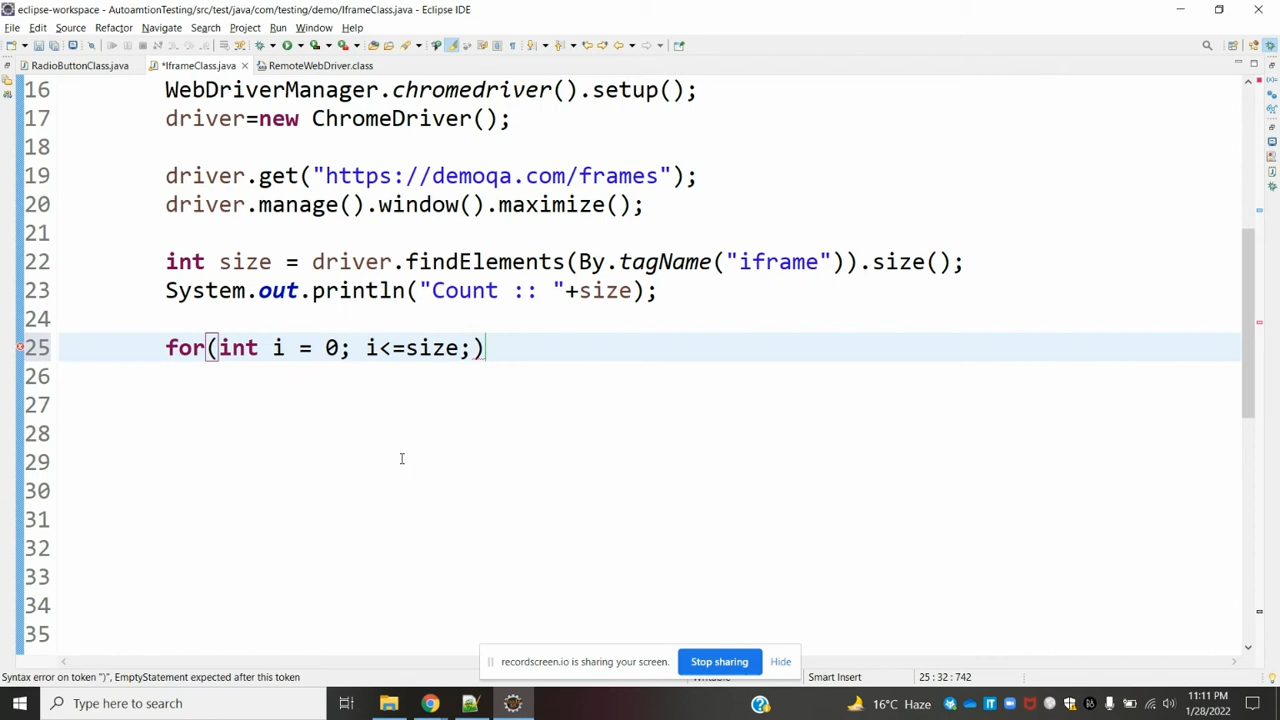 eclipse-workspace - AutoamtionTesting/src/test/java/com/testing/demo/IframeClass.java - Eclipse IDE
File Edit Source Refactor Navigate Search Project Run Window Help
RadioButtonClass.java *IframeClass.java RemoteWebDriver.class
16 WebDriverManager.chromedriver().setup();
17 driver=new ChromeDriver();
18
19 driver.get("https://demoqa.com/frames");
20 driver.manage().window().maximize();
21
22 int size = driver.findElements(By.tagName("iframe")).size();
23 System.out.println("Count :: "+size);
24
25 for(int i = 0; i<=size;)
26
27
28
29
30
31
32
33
34
35
recordscreen.io is sharing your screen. Stop sharing Hide
Syntax error on token ")", EmptyStatement expected after this token Writable Smart Insert 25 : 32 : 742
Type here to search 16°C Haze 11:11 PM
1/28/2022